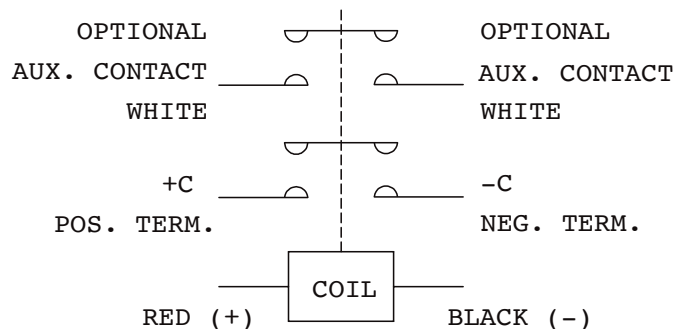 OPTIONAL OPTIONAL
AUX. CONTACT AUX. CONTACT
WHITE WHITE
+C -C
POS. TERM. NEG. TERM.
COIL
RED (+) BLACK (-)